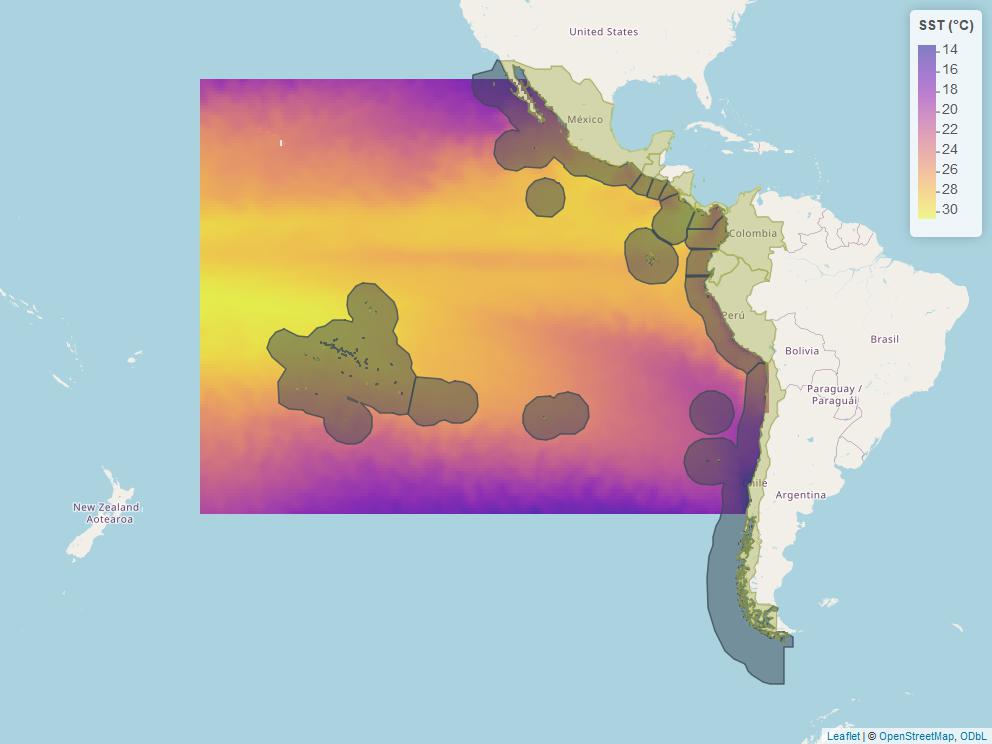 United States
México
Colombia
Perú
Bolivia
Brasil
Paraguay /
Paraguái
hile
Argentina
New Zealand
Aotearoa
SST (°C)
14
16
18
20
22
24
26
28
30
Leaflet | © OpenStreetMap, ODbL